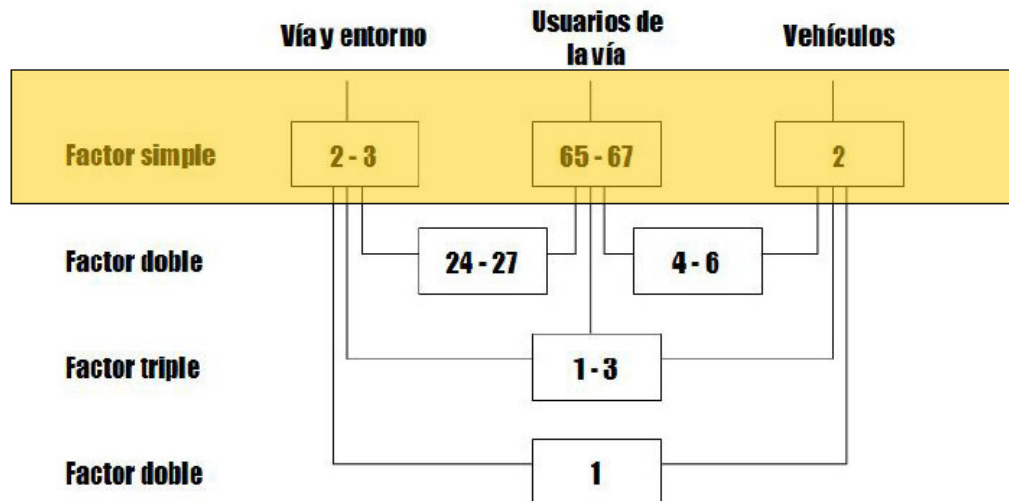 Vía y entorno
Usuarios de
la vía
Vehículos
Factor simple
2 - 3
65 - 67
2
Factor doble
24 - 27
4 - 6
Factor triple
1 - 3
Factor doble
1